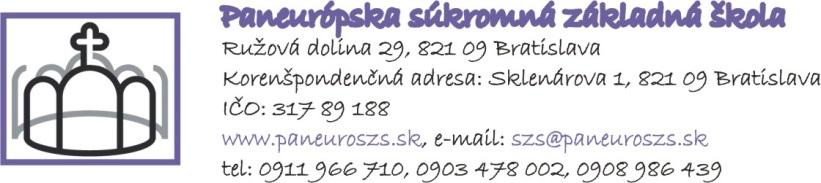 Paneurópska súkromná základná škola
Ružová dolina 29, 821 09 Bratislava
Korenšpondenčná adresa: Sklenárova 1, 821 09 Bratislava
IČO: 317 89 188
www.paneuroszs.sk, e-mail: szs@paneuroszs.sk
tel: 0911 966 710, 0903 478 002, 0908 986 439